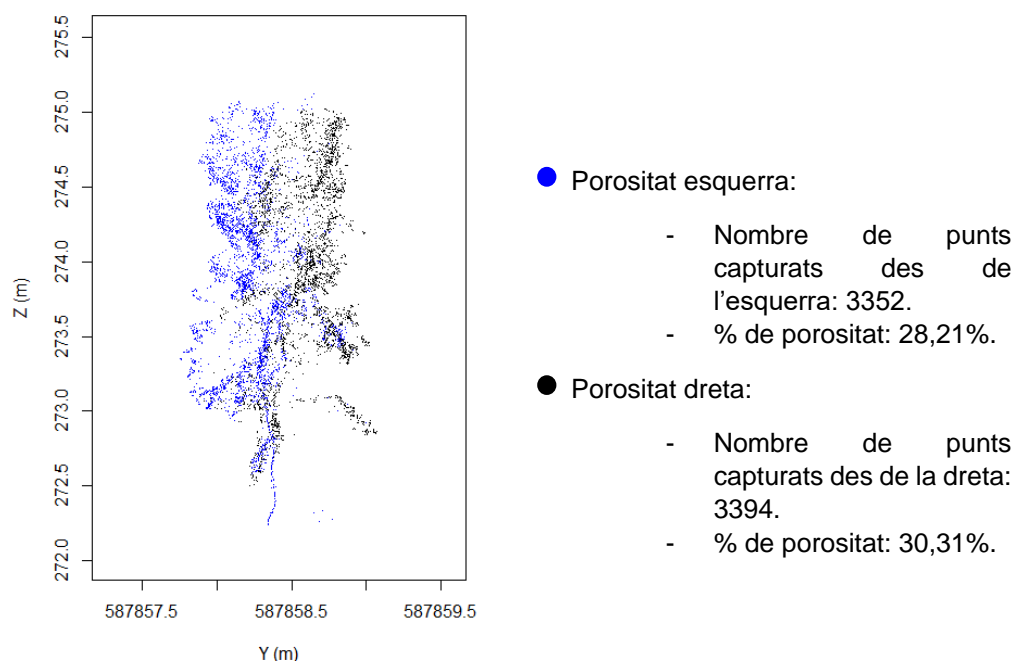 275.5
275.0
274.5
274.0
273.5
273.0
272.5
272.0
Z (m)
587857.5
587858.5
587859.5
Y (m)
Porositat esquerra:
- Nombre de punts
capturats des de
l'esquerra: 3352.
- % de porositat: 28,21%.
Porositat dreta:
- Nombre de punts
capturats des de la dreta:
3394.
- % de porositat: 30,31%.